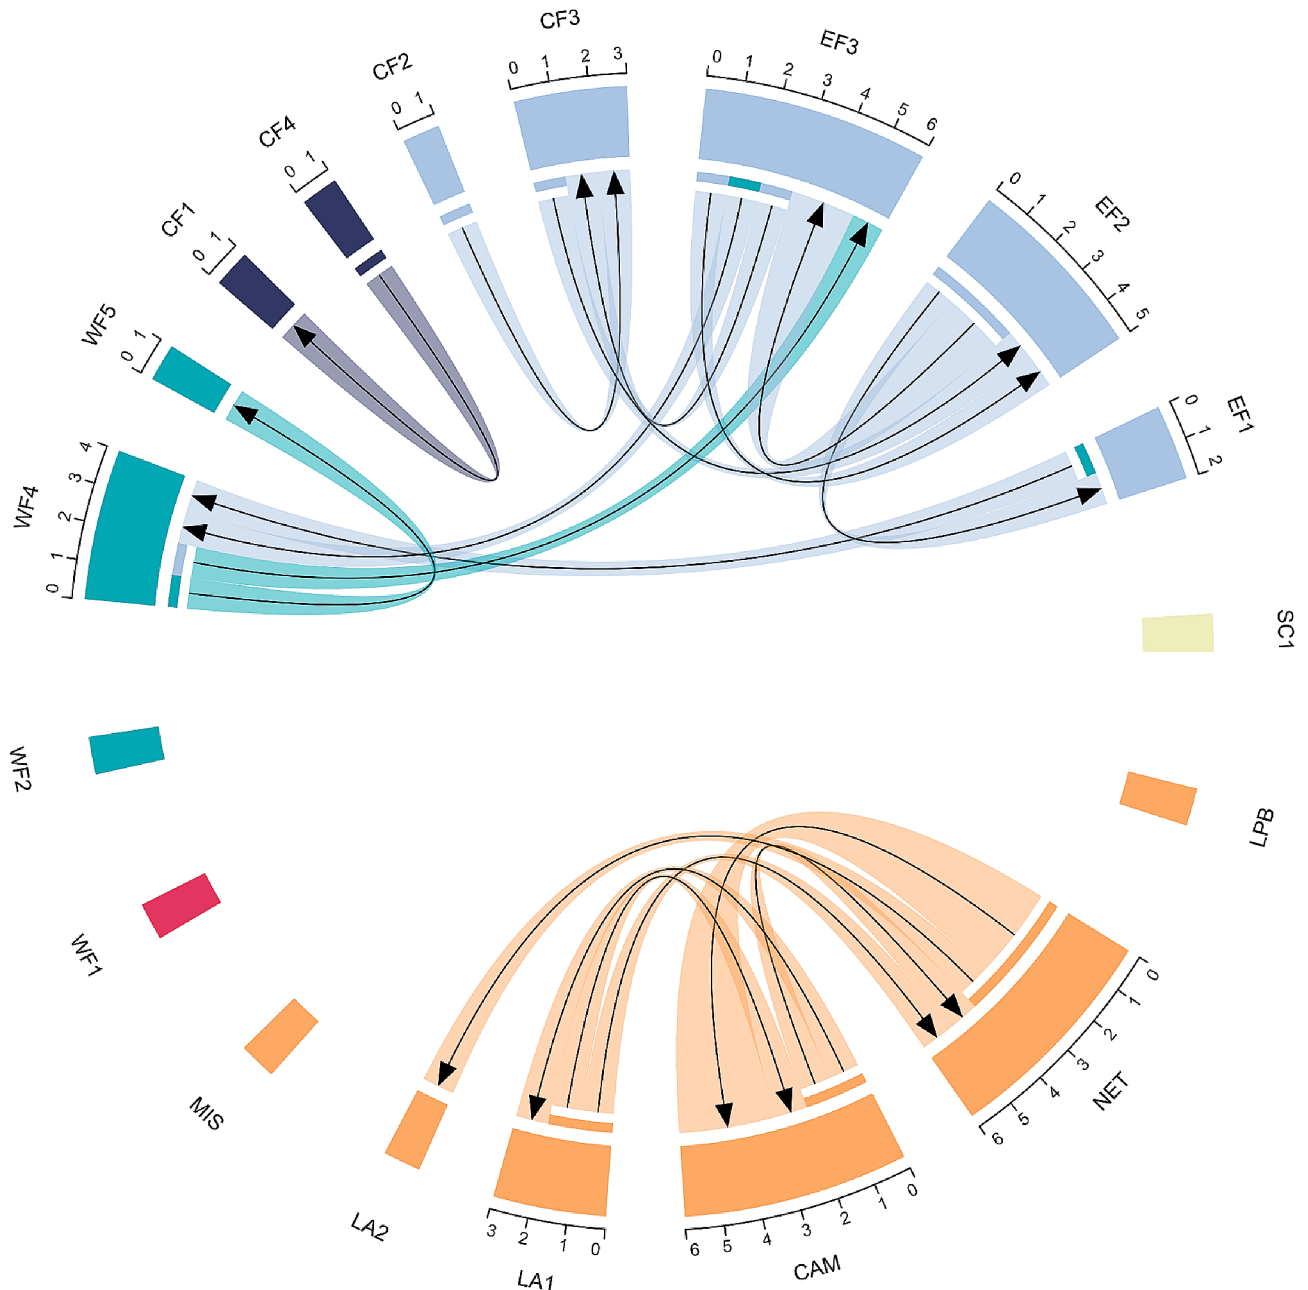 CF3
0 1 2 3
EF3
0 1 2 3 4 5 6
CF2
0 1
CF4
0 1
EF2
0 1 2 3 4 5
CF1
0 1
WF5
0 1
EF1
0 1 2
WF4
0 1 2 3 4
SC1
WF2
LPB
WF1
NET
0 1 2 3 4 5 6
MIS
LA2
LA1
3 2 1 0
CAM
6 5 4 3 2 1 0